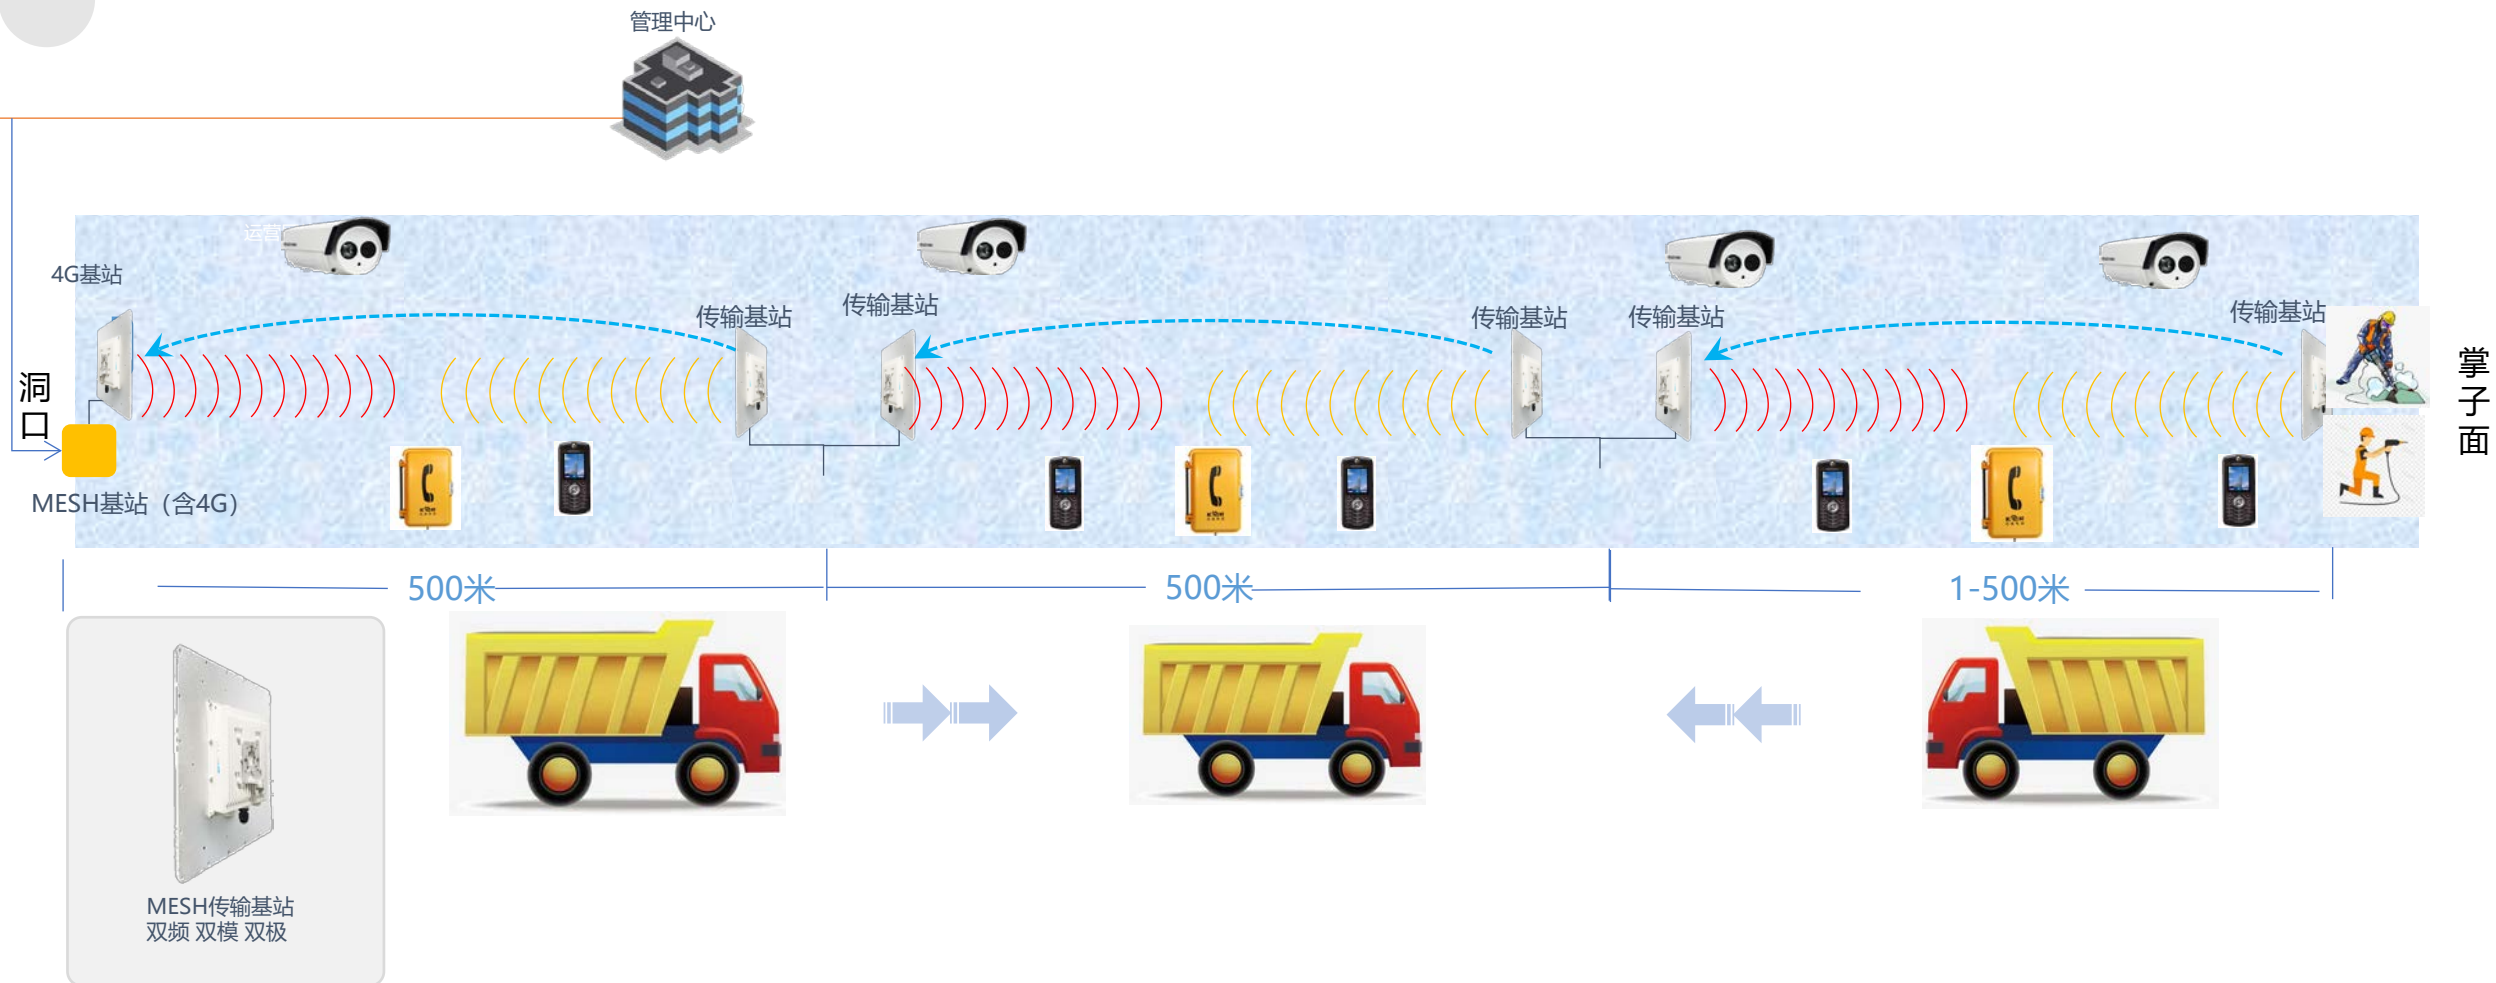 管理中心
运营
4G基站
传输基站
传输基站
传输基站
传输基站
传输基站
洞口
掌子面
MESH基站（含4G）
500米
500米
1-500米
MESH传输基站
双频 双模 双极